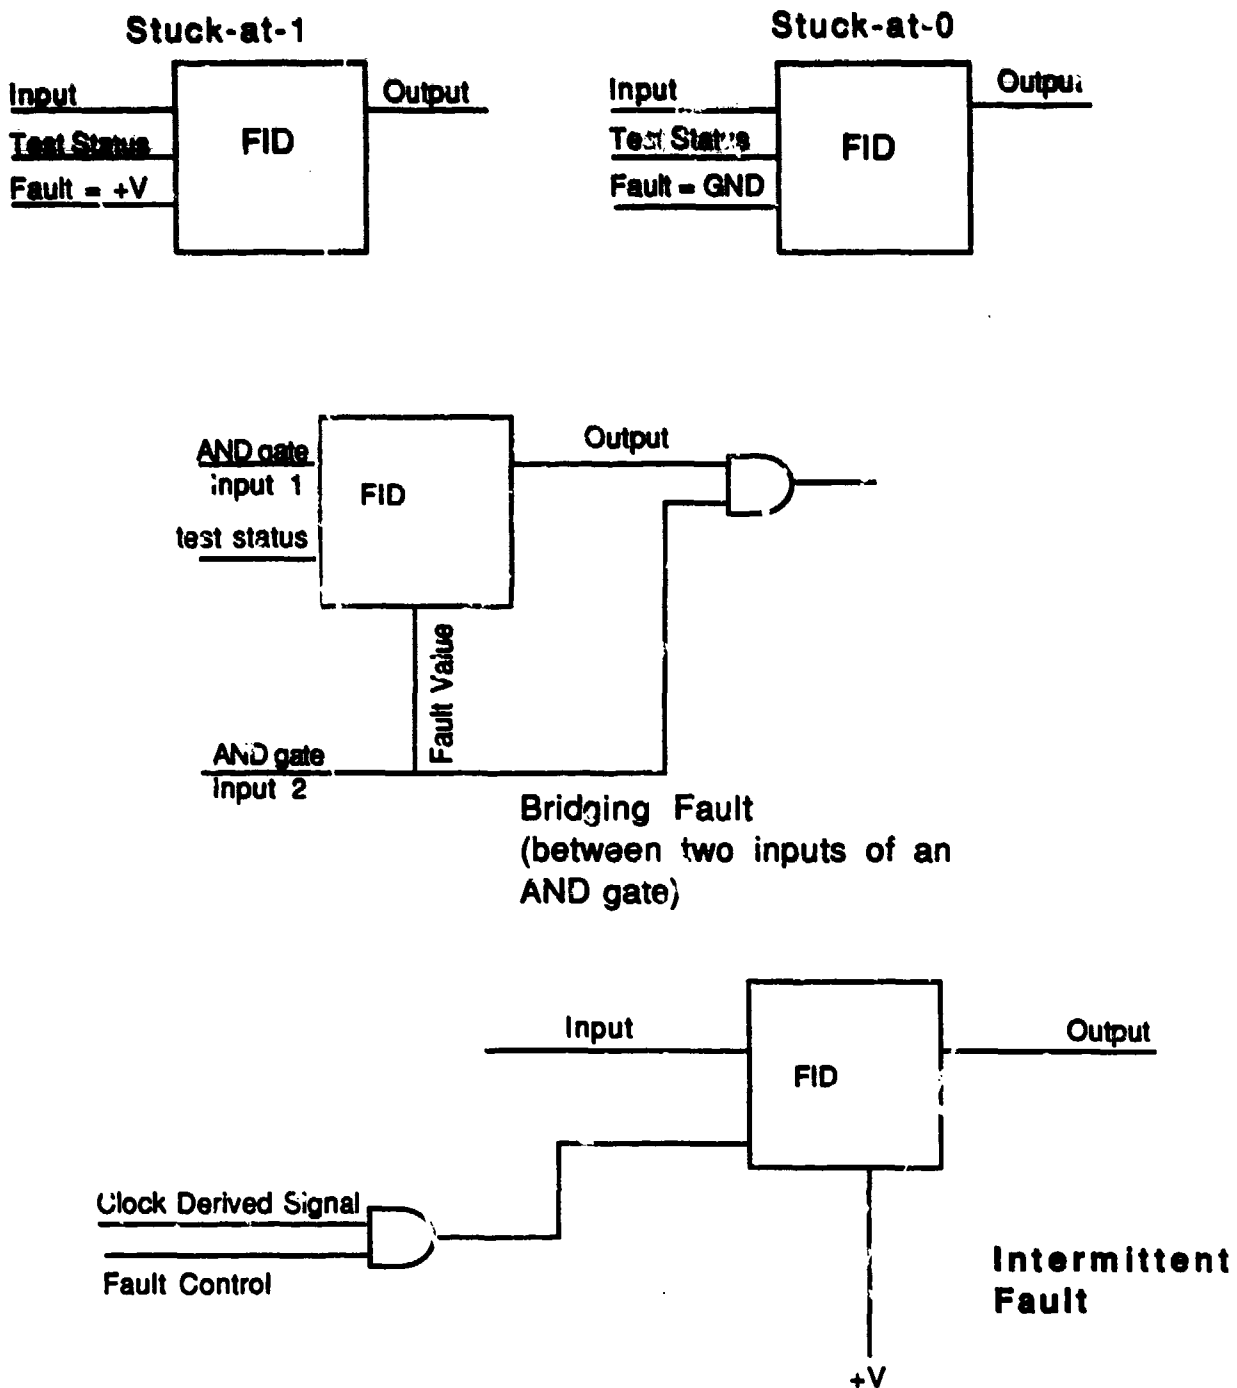 Stuck-at-1
Input
Test Status
Fault = +V
FID
Output
Stuck-at-0
Input
Test Status
Fault = GND
FID
Output
AND gate
input 1
test status
FID
Output
Fault Value
AND gate
Input 2
Bridging Fault
(between two inputs of an
AND gate)
Input
FID
Output
Clock Derived Signal
Fault Control
+V
Intermittent
Fault